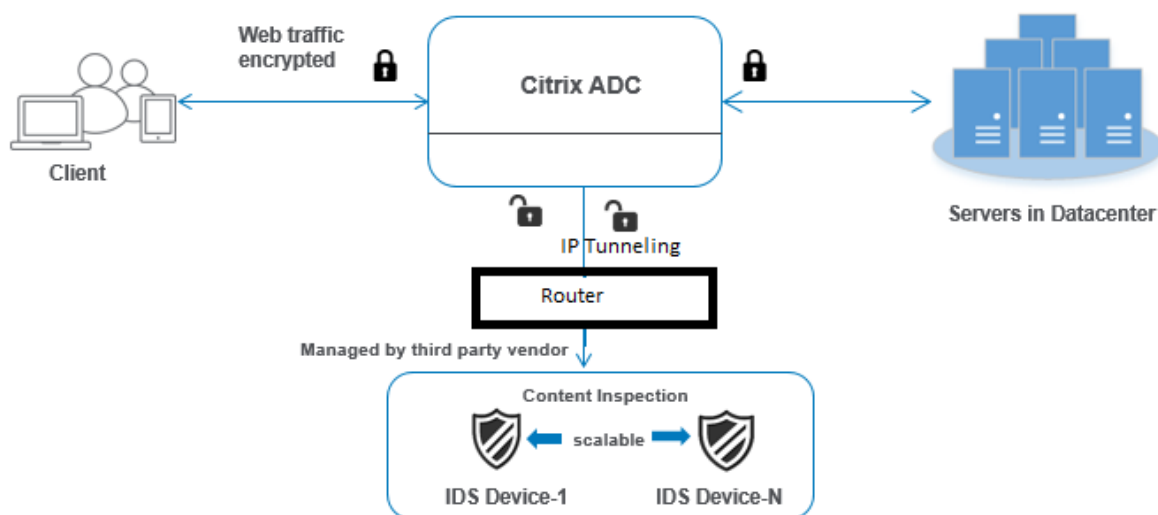 Web traffic
encrypted
Citrix ADC
Client
Servers in Datacenter
IP Tunneling
Router
Managed by third party vendor
Content Inspection
scalable
IDS Device-1
IDS Device-N